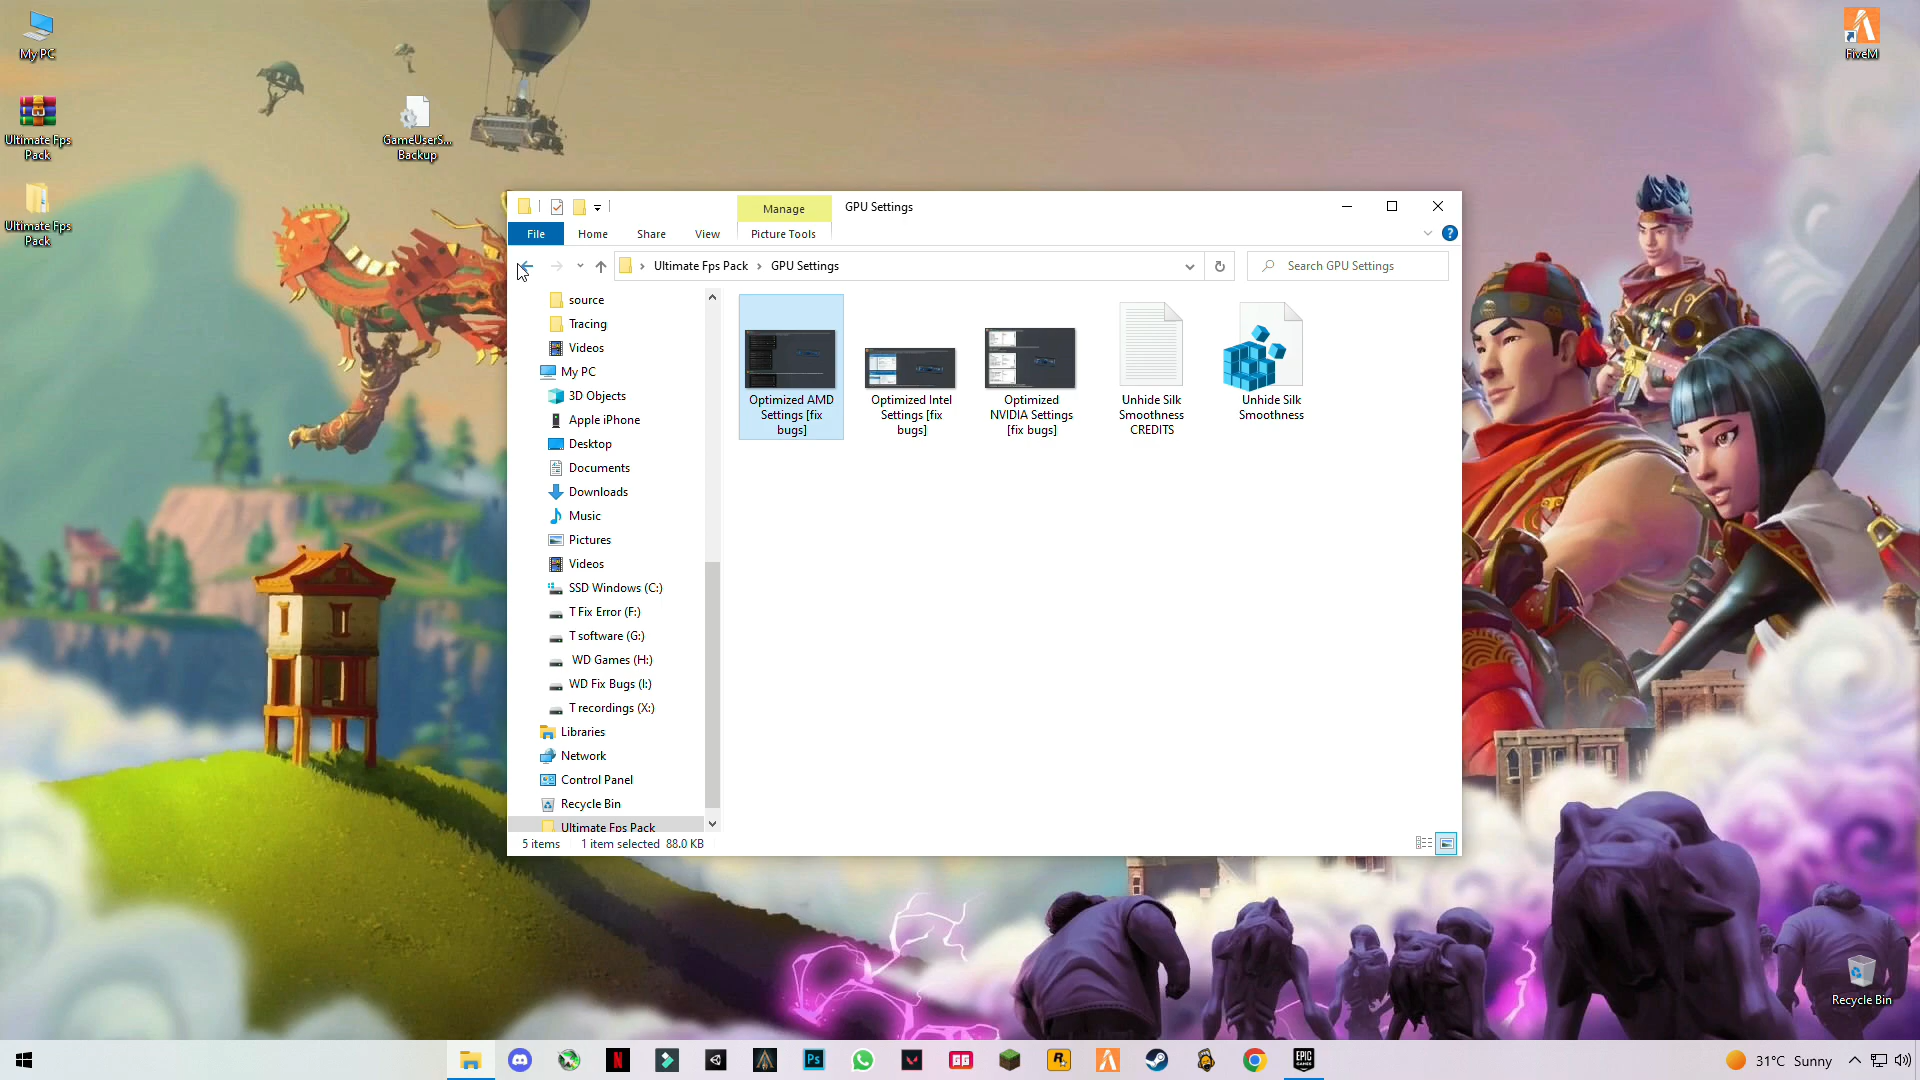 My PC
Ultimate Fps
Pack
Ultimate Fps
Pack
GameUserS...
Backup
FiveM
Manage
GPU Settings
File
Home
Share
View
Picture Tools
?
Ultimate Fps Pack
GPU Settings
Search GPU Settings
source
Tracing
Videos
My PC
3D Objects
Apple iPhone
Desktop
Documents
Downloads
Music
Pictures
Videos
SSD Windows (C:)
T Fix Error (F:)
T software (G:)
WD Games (H:)
WD Fix Bugs (I:)
T recordings (X:)
Libraries
Network
Control Panel
Recycle Bin
Ultimate Fps Pack
Optimized AMD
Settings [fix
bugs]
Optimized Intel
Settings [fix
bugs]
Optimized
NVIDIA Settings
[fix bugs]
Unhide Silk
Smoothness
CREDITS
Unhide Silk
Smoothness
5 items
1 item selected 88.0 KB
Recycle Bin
N
Ps
GG
R
EPIC
GAMES
31°C Sunny